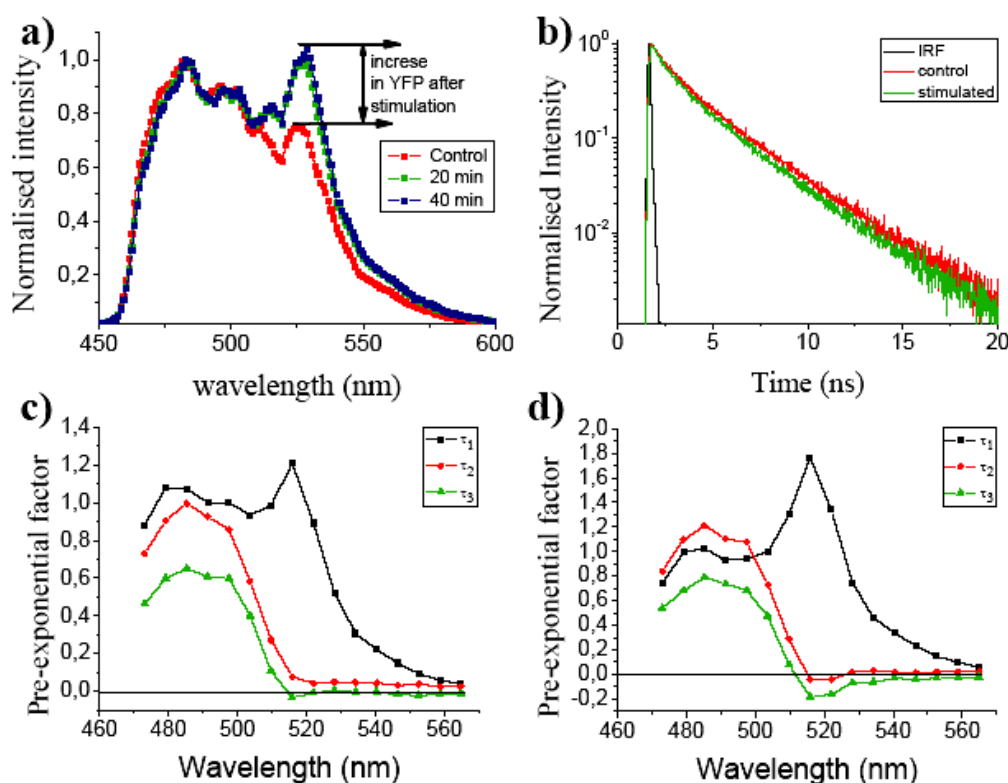 a)
Normalised intensity
1,0
0,8
0,6
0,4
0,2
increse
in YFP after
stimulation
Control
20 min
40 min
450 500 550 600
wavelength (nm)
b)
Normalised Intensity
10⁰
10⁻¹
10⁻²
IRF
control
stimulated
0 5 10 15 20
Time (ns)
c)
Pre-exponential factor
1,4
1,2
1,0
0,8
0,6
0,4
0,2
0,0
τ₁
τ₂
τ₃
460 480 500 520 540 560
Wavelength (nm)
d)
Pre-exponential factor
2,0
1,8
1,6
1,4
1,2
1,0
0,8
0,6
0,4
0,2
0,0
-0,2
τ₁
τ₂
τ₃
460 480 500 520 540 560
Wavelength (nm)